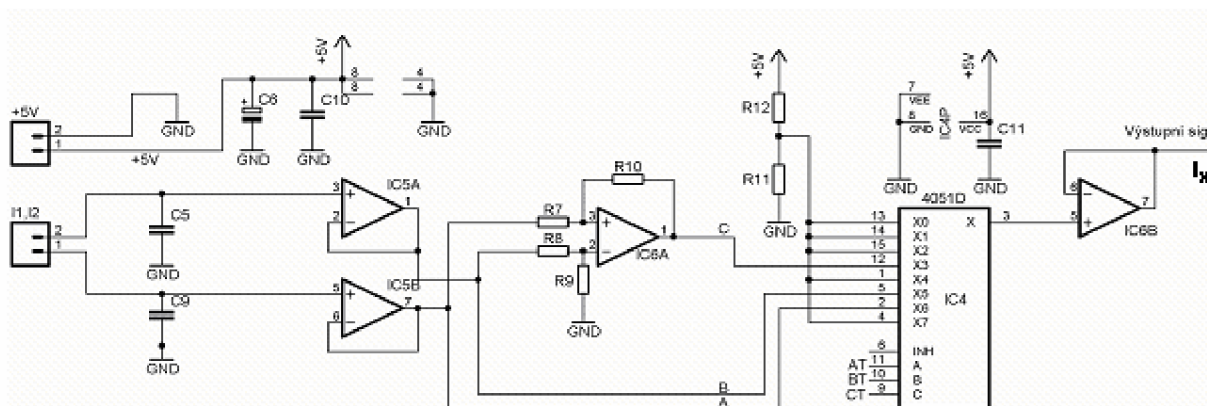 +5V
+5V
7
VEE
8
GND
IC4P
16
VCC
C11
+5V
2
1
+5V
GND
C6
+
GND
C10
GND
8
8
4
4
GND
R12
R11
GND
GND
GND
Výstupní sig
I1,I2
2
1
C5
GND
C9
GND
3
2
IC5A
1
5
6
IC5B
7
R10
R7
R8
R9
GND
3
2
1
IC6A
C
4051D
13 X0
14 X1
15 X2
12 X3
1 X4
5 X5
2 X6
4 X7
X
3
IC4
6 INH
AT 11 A
BT 10 B
CT 9 C
B
A
6
5
7
IC6B
+5V